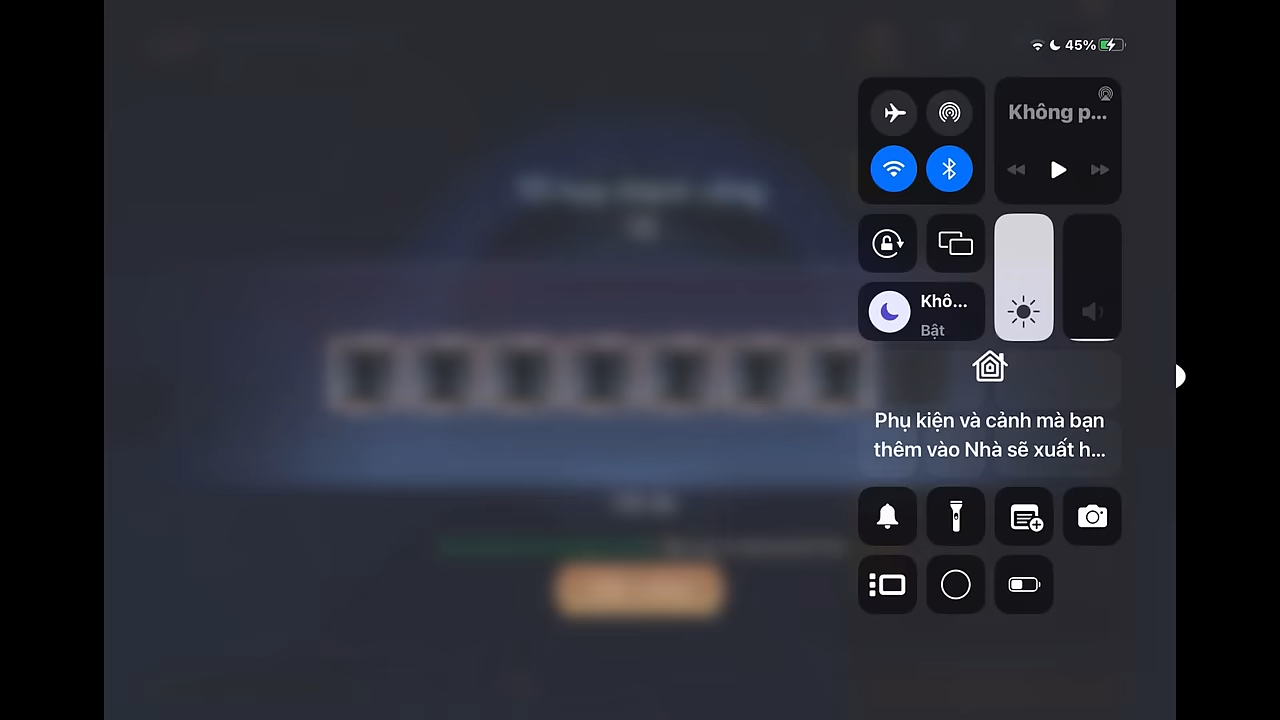 45%
Không p...
Khô...
Bật
Phụ kiện và cảnh mà bạn
thêm vào Nhà sẽ xuất h...